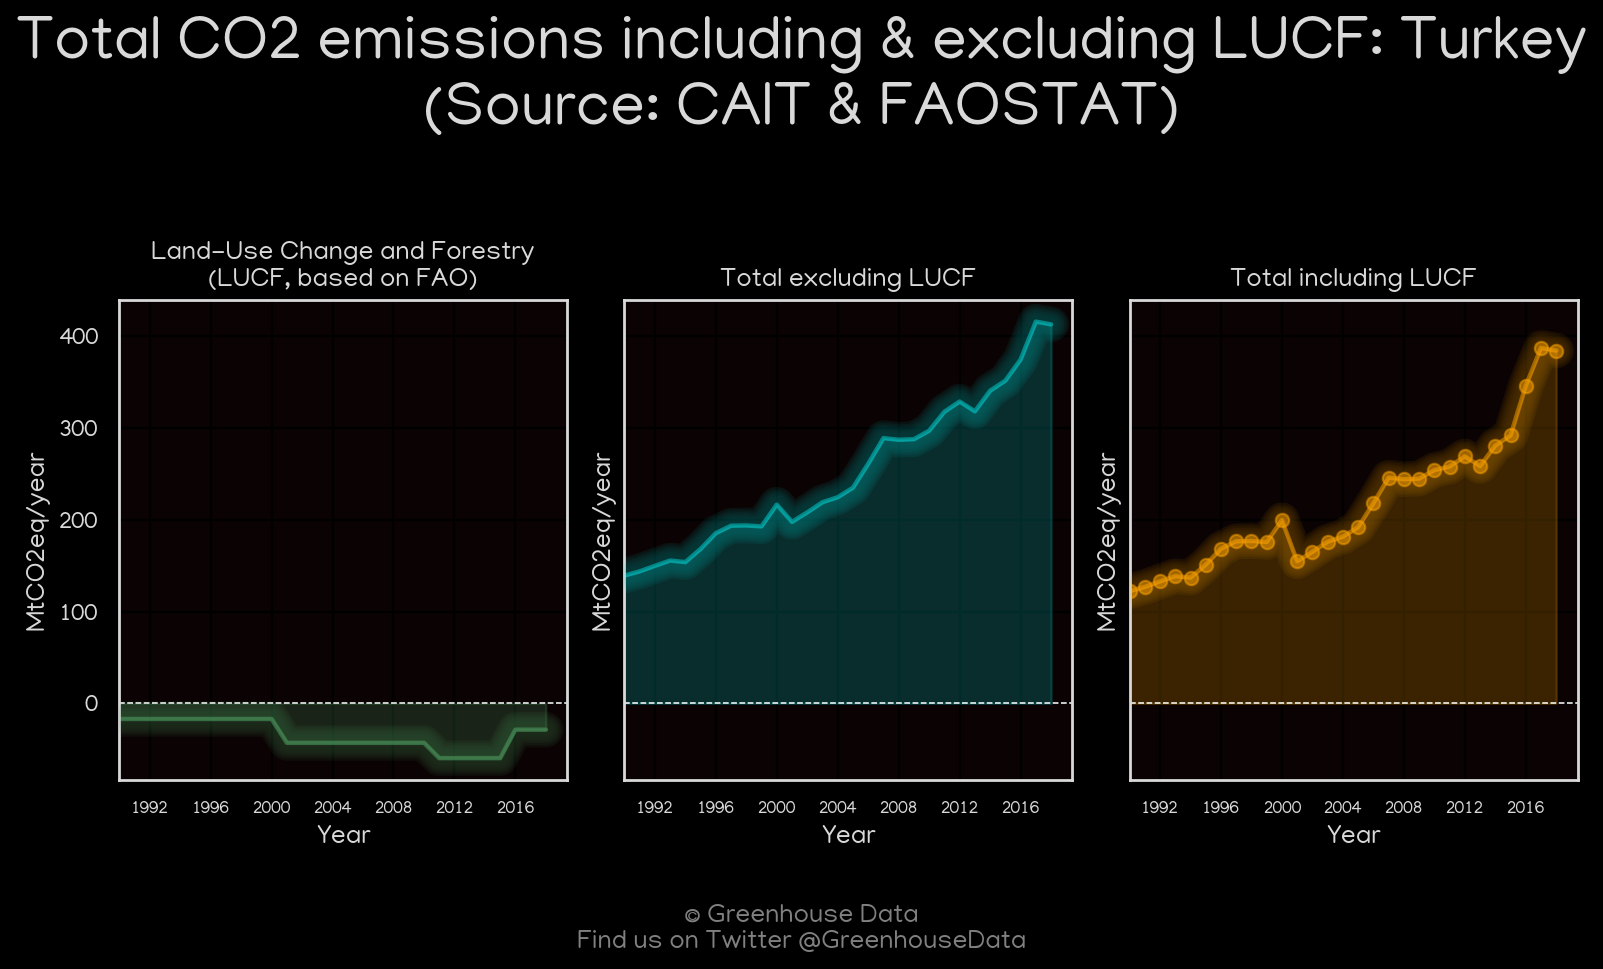 Total CO2 emissions including & excluding LUCF: Turkey
(Source: CAIT & FAOSTAT)
Land-Use Change and Forestry
(LUCF, based on FAO)
Total excluding LUCF
Total including LUCF
400
300
200
100
0
MtCO2eq/year
MtCO2eq/year
MtCO2eq/year
1992 1996 2000 2004 2008 2012 2016
1992 1996 2000 2004 2008 2012 2016
1992 1996 2000 2004 2008 2012 2016
Year
Year
Year
© Greenhouse Data
Find us on Twitter @GreenhouseData